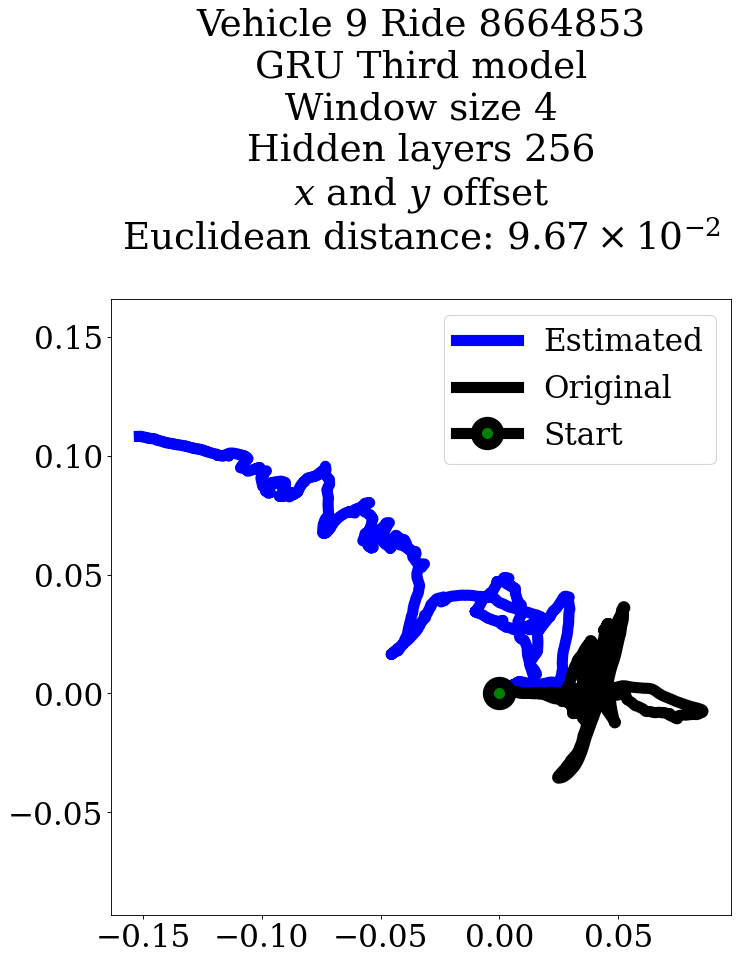 Vehicle 9 Ride 8664853
GRU Third model
Window size 4
Hidden layers 256
x and y offset
Euclidean distance: 9.67 × 10⁻²
Estimated
Original
Start
0.15
0.10
0.05
0.00
−0.05
−0.15 −0.10 −0.05 0.00 0.05